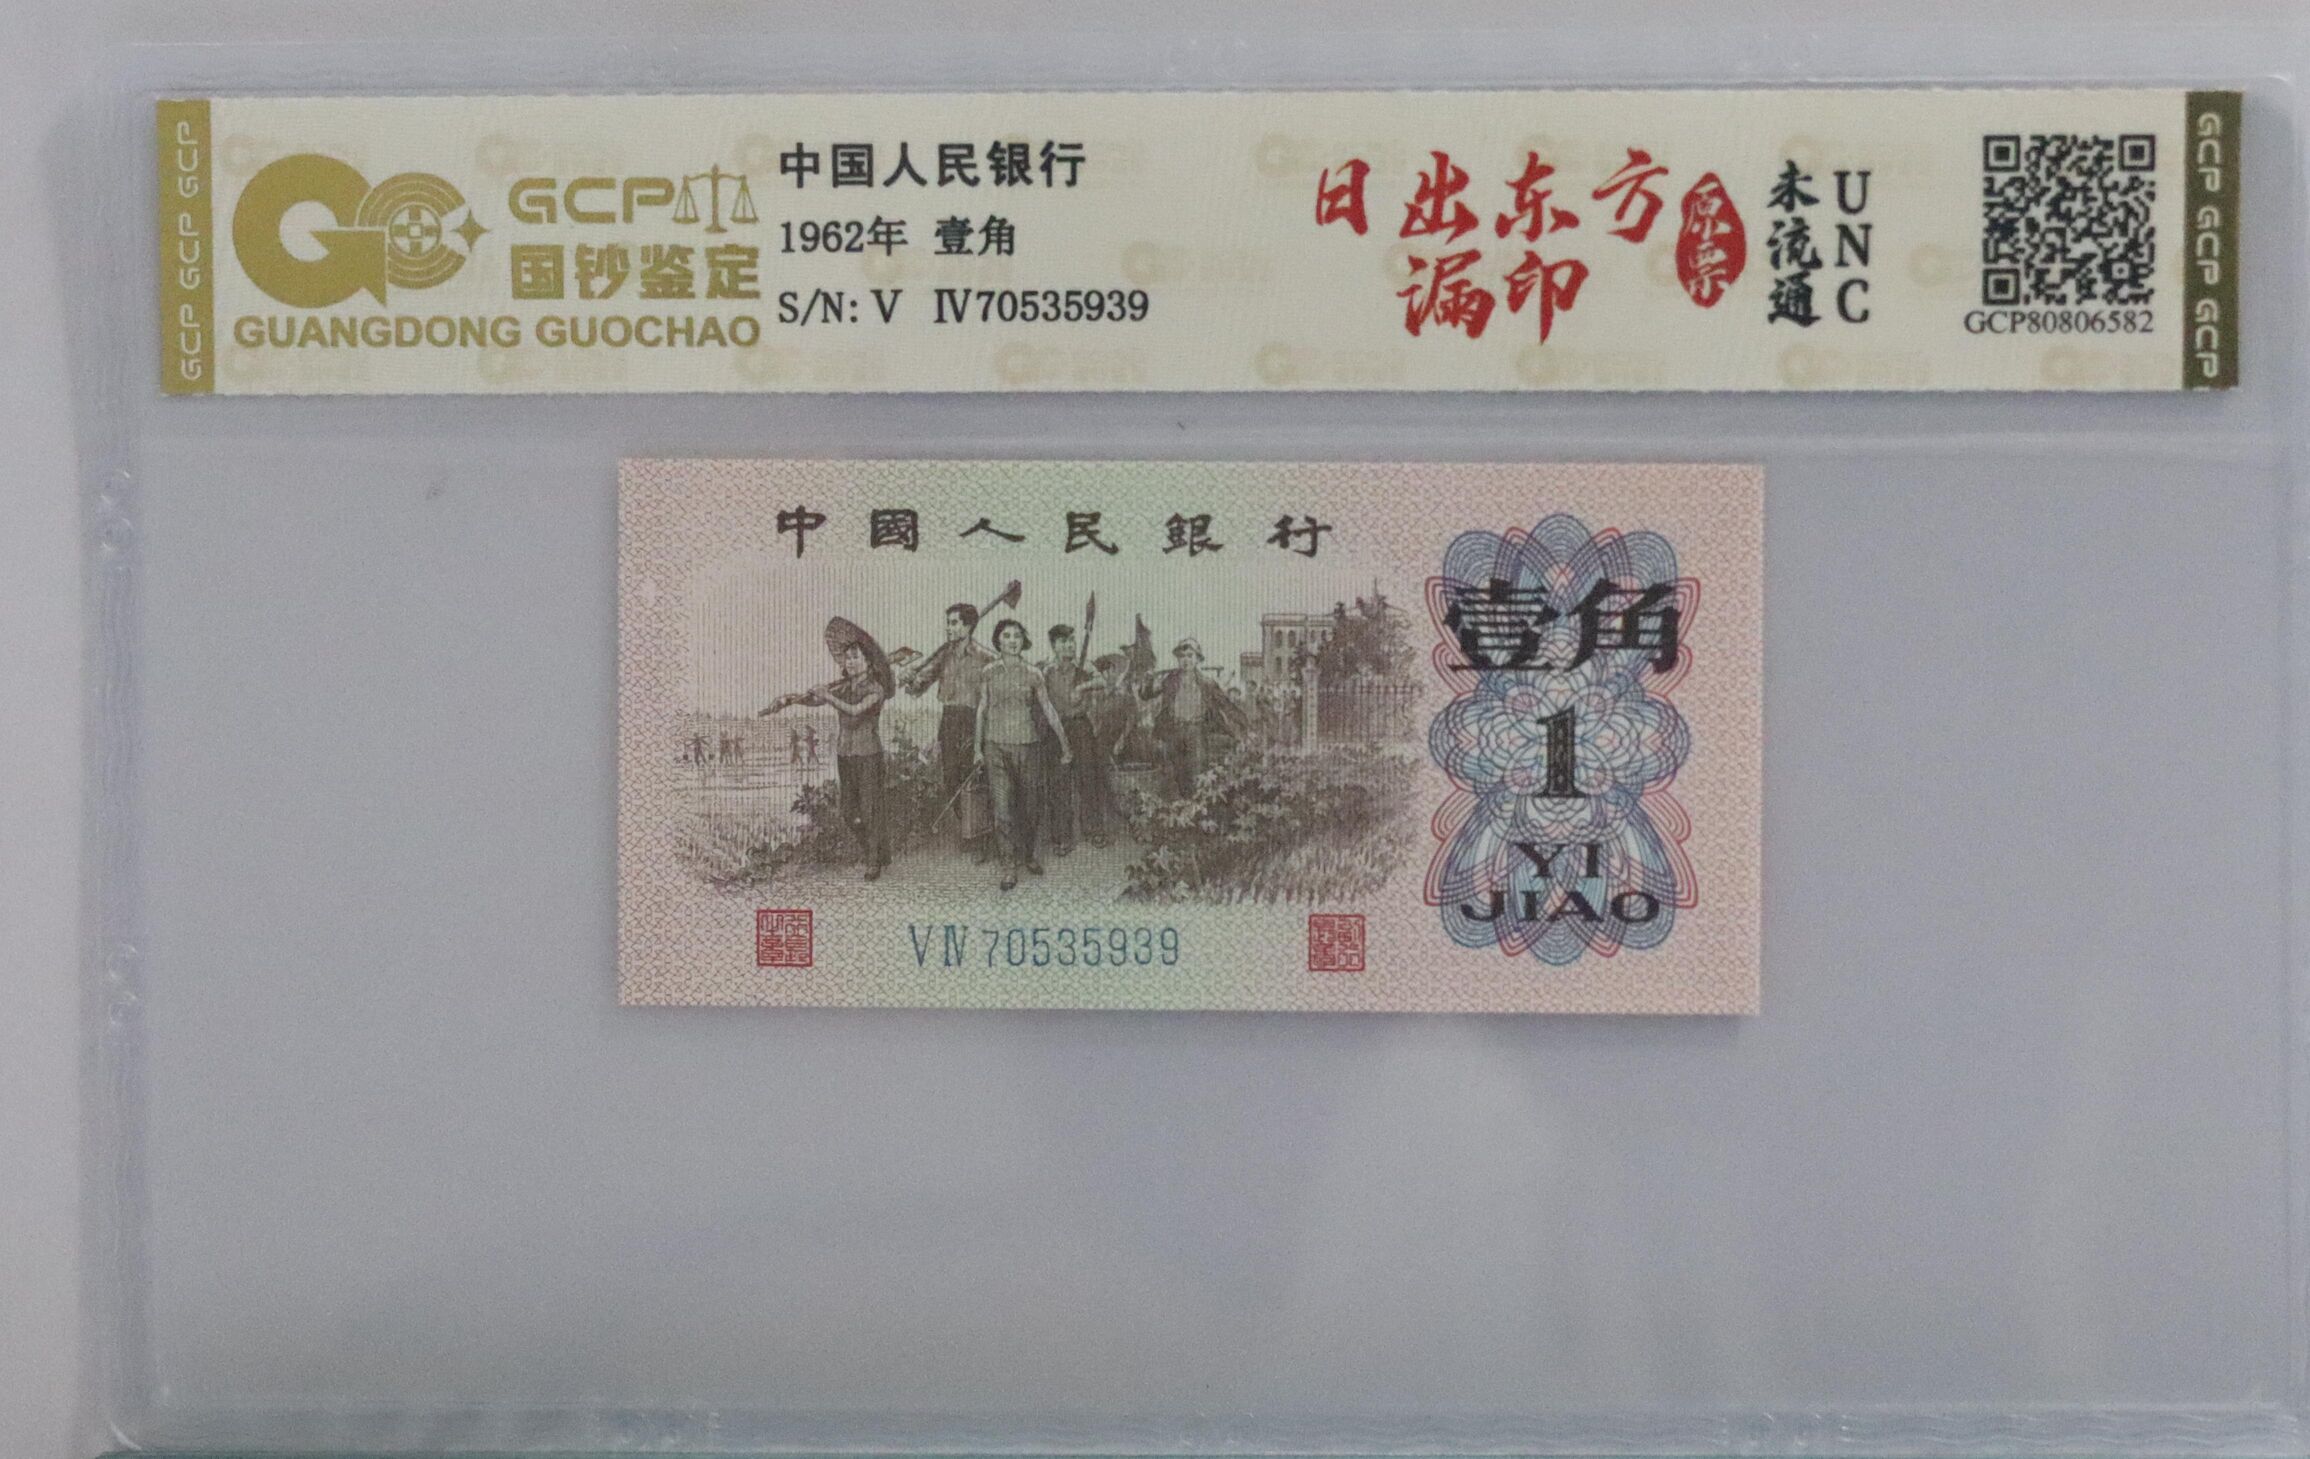 GCP GCP GCP
GCP
国钞鉴定
GUANGDONG GUOCHAO
中国人民银行
1962年 壹角
S/N: V Ⅳ70535939
日出东方
漏印
原票
未流通
UNC
GCP80806582
GCP GCP GCP
中國人民銀行
壹角
1
YI
JIAO
V Ⅳ 70535939